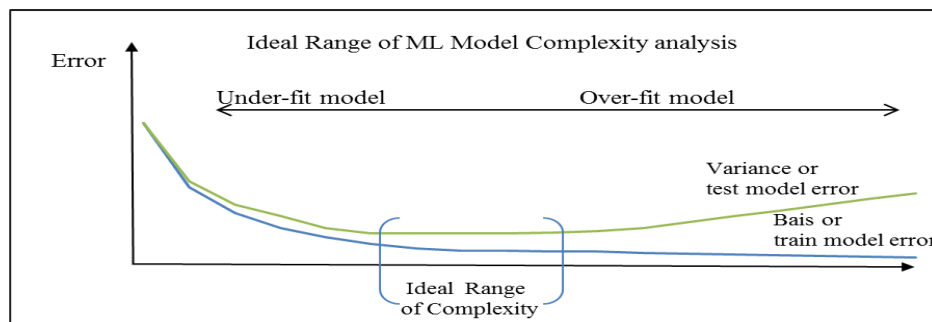 Ideal Range of ML Model Complexity analysis
Error
Under-fit model
Over-fit model
Variance or
test model error
Bais or
train model error
Ideal Range
of Complexity